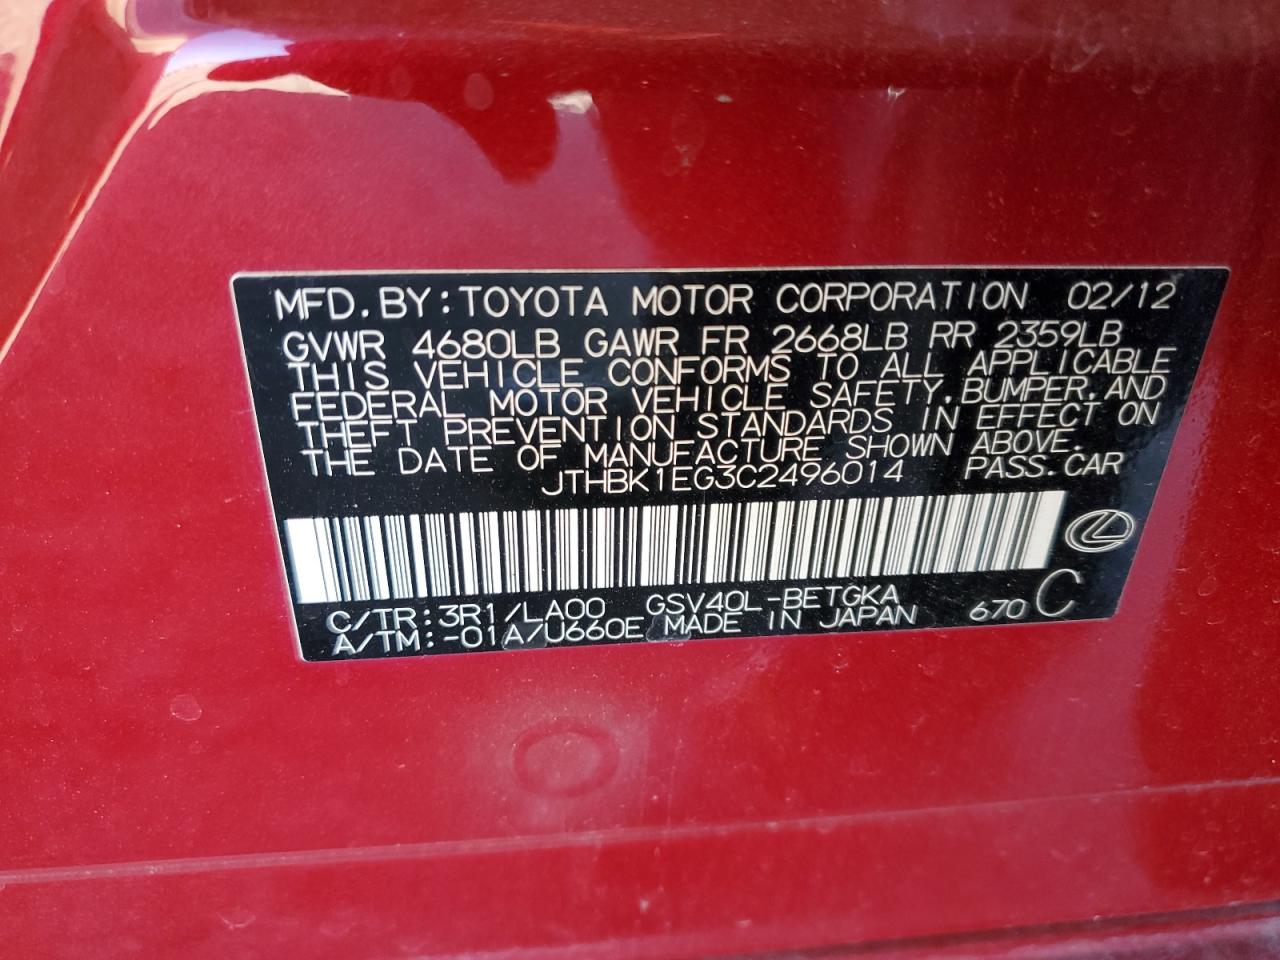 MFD. BY: TOYOTA MOTOR CORPORATION 02/12
GVWR 4680LB GAWR FR 2668LB RR 2359LB
THIS VEHICLE CONFORMS TO ALL APPLICABLE
FEDERAL MOTOR VEHICLE SAFETY, BUMPER, AND
THEFT PREVENTION STANDARDS IN EFFECT ON
THE DATE OF MANUFACTURE SHOWN ABOVE.
JTHBK1EG3C2496014 PASS. CAR
C/TR: 3R1/LA00 GSV40L-BETGKA
A/TM: -01A/U660E MADE IN JAPAN 670 C